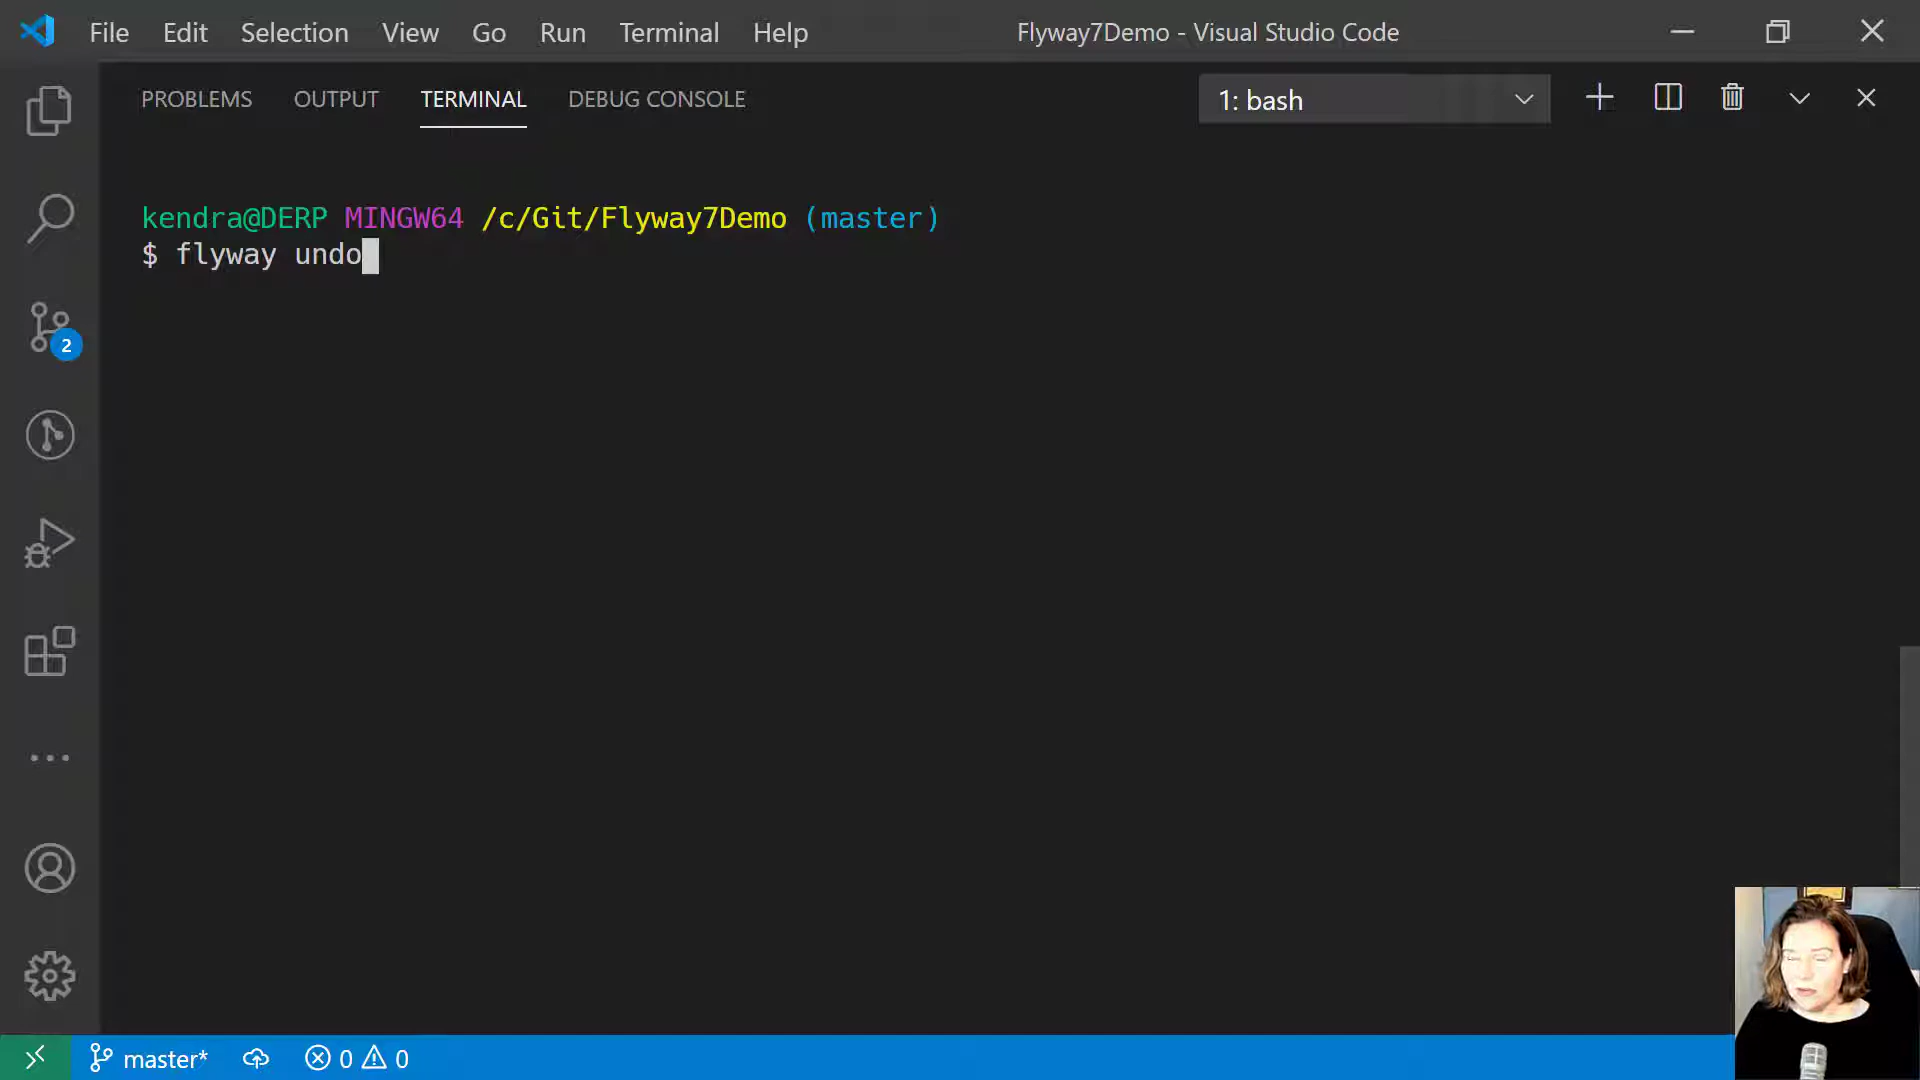 File Edit Selection View Go Run Terminal Help Flyway7Demo - Visual Studio Code
PROBLEMS OUTPUT TERMINAL DEBUG CONSOLE 1: bash
kendra@DERP MINGW64 /c/Git/Flyway7Demo (master)
$ flyway undo
2
master* 0 0